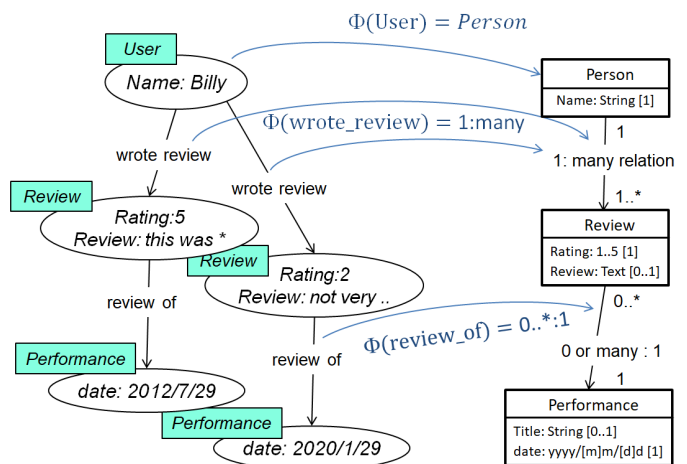 Φ(User) = Person
User
Name: Billy
Person
Name: String [1]
1
Φ(wrote_review) = 1:many
wrote review
1: many relation
wrote review
Review
1..*
Rating:5
Review: this was *
Review
Review
Rating: 1..5 [1]
Review: Text [0..1]
Rating:2
Review: not very ..
review of
0..*
Φ(review_of) = 0..*:1
review of
0 or many : 1
Performance
1
date: 2012/7/29
Performance
Title: String [0..1]
date: yyyy/[m]m/[d]d [1]
Performance
date: 2020/1/29